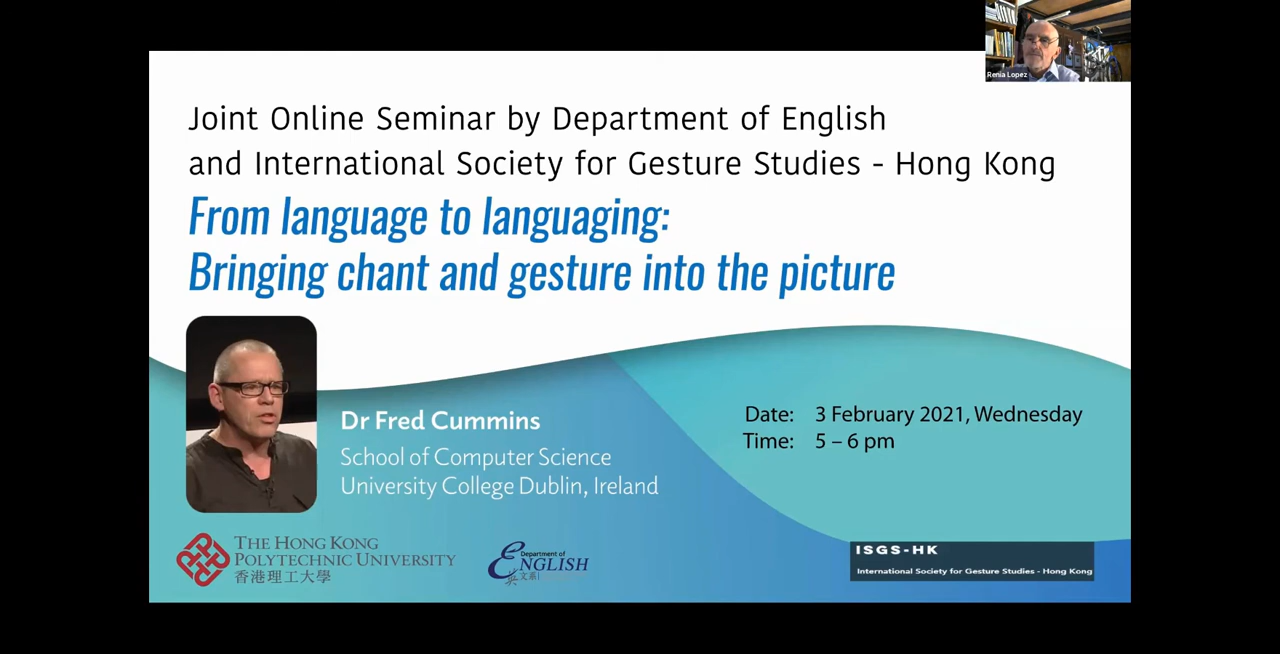 Renia Lopez
Joint Online Seminar by Department of English
and International Society for Gesture Studies - Hong Kong
From language to languaging:
Bringing chant and gesture into the picture
Dr Fred Cummins
School of Computer Science
University College Dublin, Ireland
Date: 3 February 2021, Wednesday
Time: 5 – 6 pm
THE HONG KONG
POLYTECHNIC UNIVERSITY
香港理工大學
Department of
ENGLISH
英文系
ISGS-HK
International Society for Gesture Studies - Hong Kong